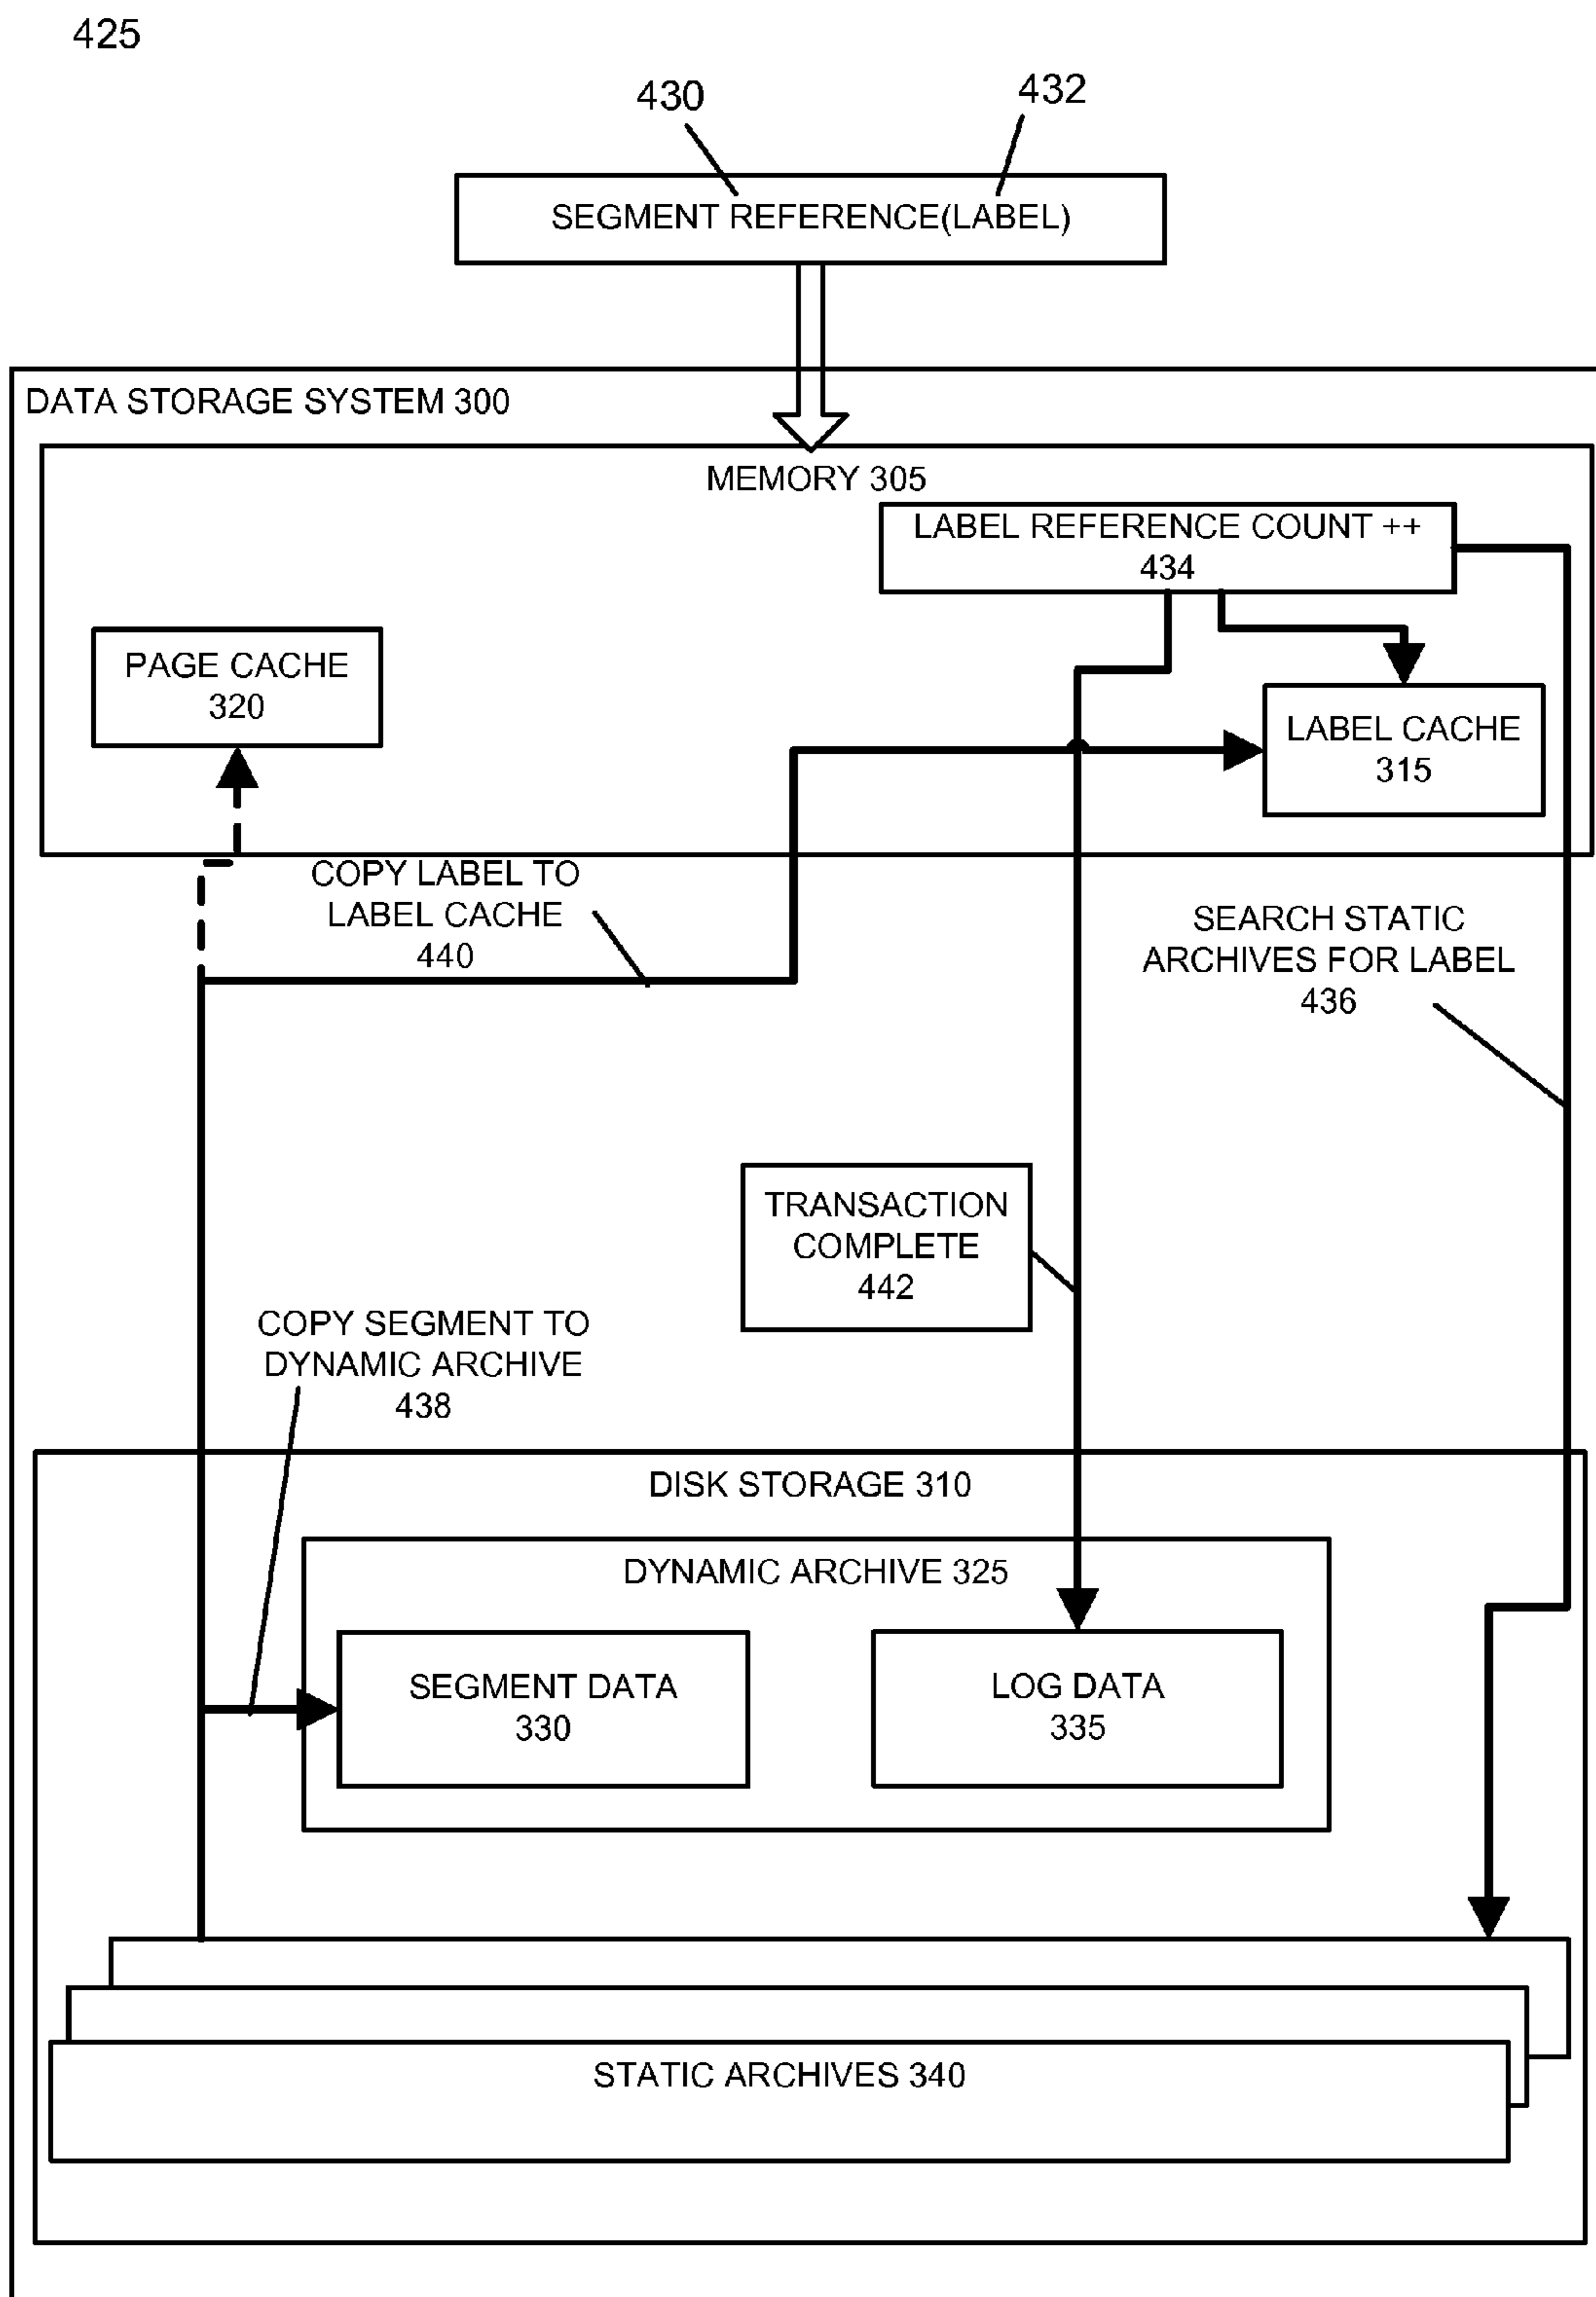 425
430
432
SEGMENT REFERENCE(LABEL)
DATA STORAGE SYSTEM 300
MEMORY 305
LABEL REFERENCE COUNT ++
434
PAGE CACHE
320
LABEL CACHE
315
COPY LABEL TO
LABEL CACHE
440
SEARCH STATIC
ARCHIVES FOR LABEL
436
TRANSACTION
COMPLETE
442
COPY SEGMENT TO
DYNAMIC ARCHIVE
438
DISK STORAGE 310
DYNAMIC ARCHIVE 325
SEGMENT DATA
330
LOG DATA
335
STATIC ARCHIVES 340